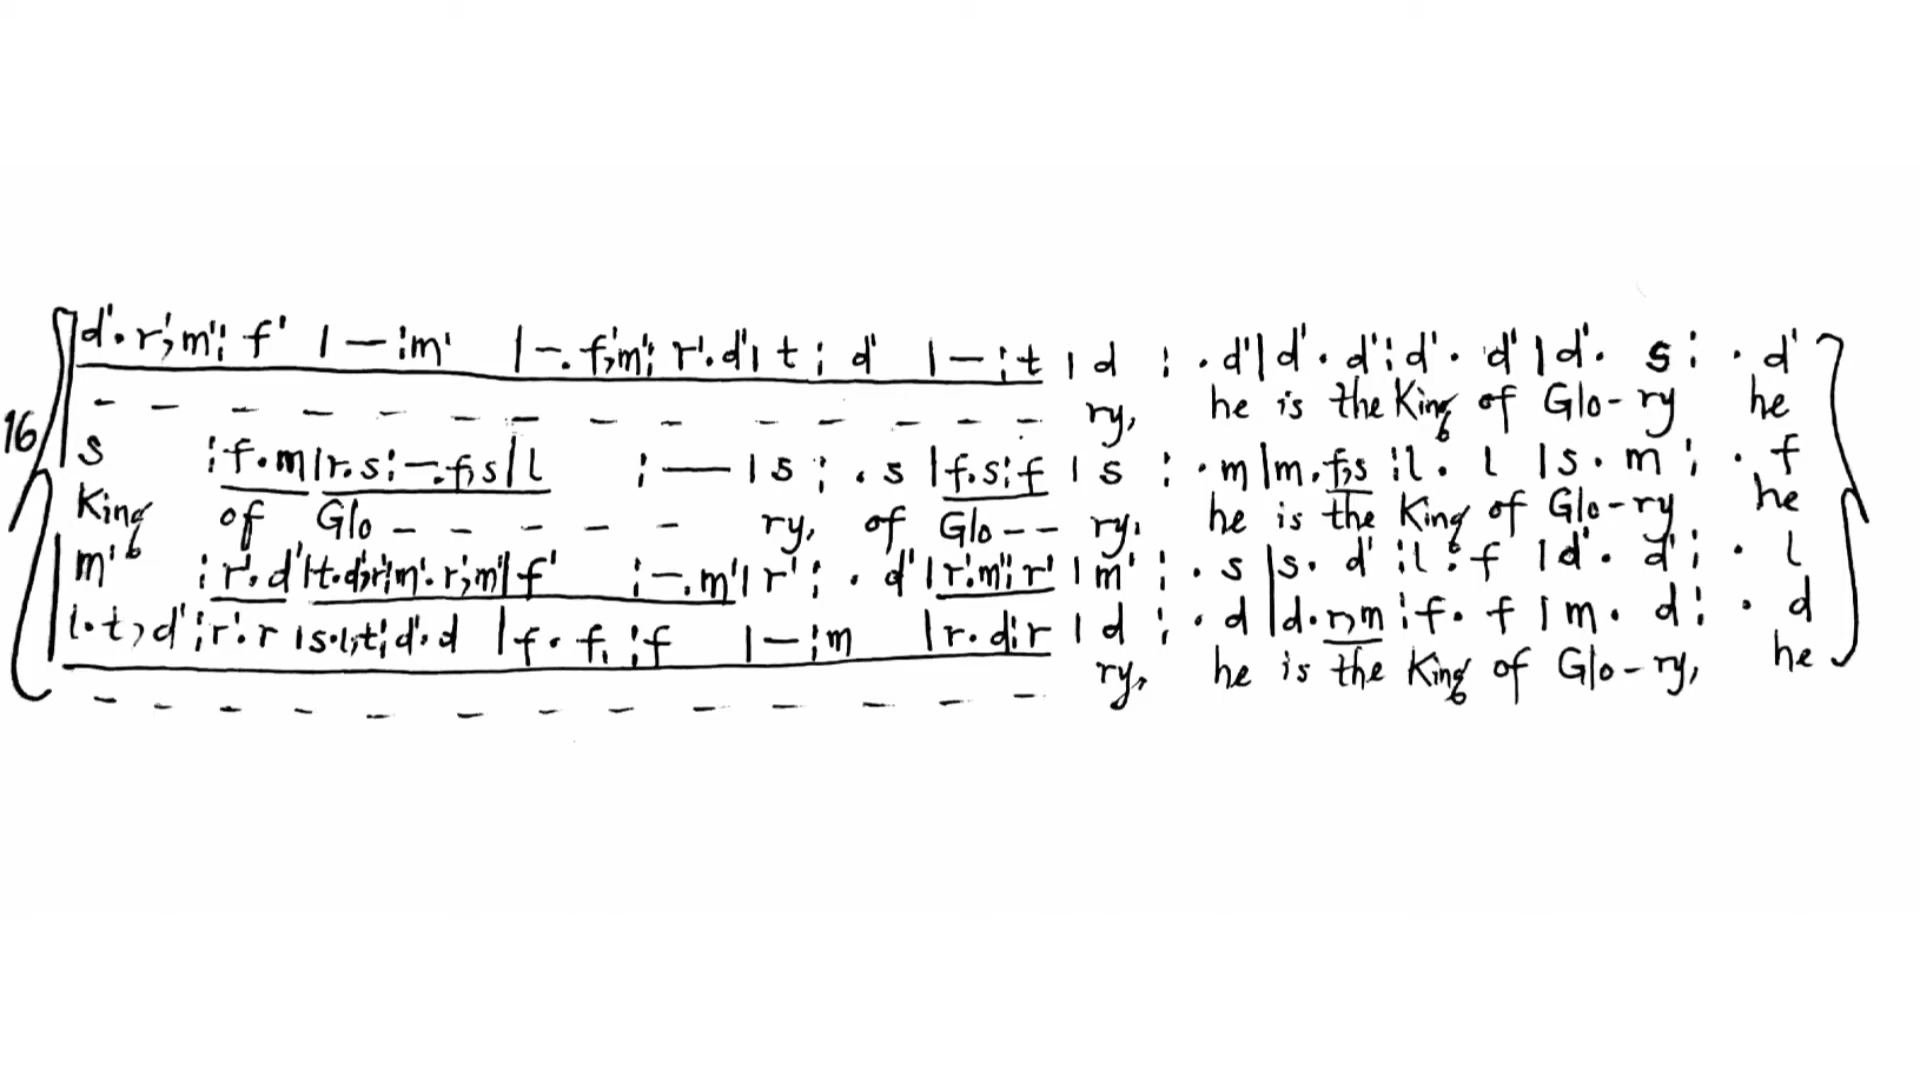 16
d'. r',m' : f' | – : m' | –. f',m' : r'. d' | t : d' | – : t | d : . d' | d'. d' : d'. d' | d'. s : . d'
– – – – – – – – – – – – – – ry, he is the King of Glo-ry he
s : f.m | r.s : –.f,s | l : — | s : .s | f.s : f | s : .m | m.f,s : l. l | s. m : . f
King of Glo – – – – – ry, of Glo – – ry, he is the King of Glo-ry he
m' : r'. d' | t.d',r' : m'. r',m' | f' : –. m' | r' : . d' | r'.m' : r' | m' : . s | s. d' : l. f | d'. d' : . l
l.t,d' : r'. r | s.l,t : d'. d | f. f, : f | – : m | r. d : r | d : . d | d.r,m : f. f | m. d : . d
– – – – – – – – – – – – – ry, he is the King of Glo-ry, he